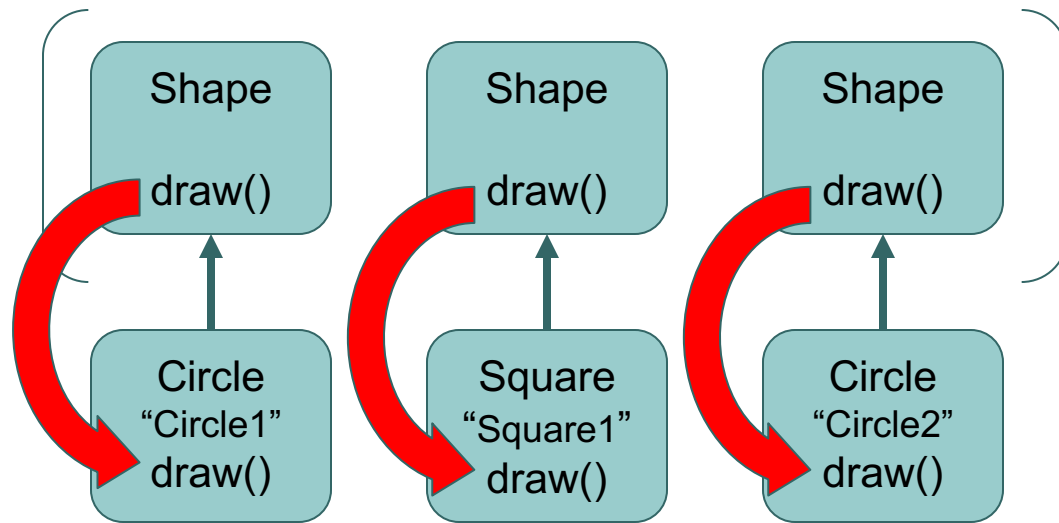 Shape
draw()
Shape
draw()
Shape
draw()
Circle
“Circle1”
draw()
Square
“Square1”
draw()
Circle
“Circle2”
draw()